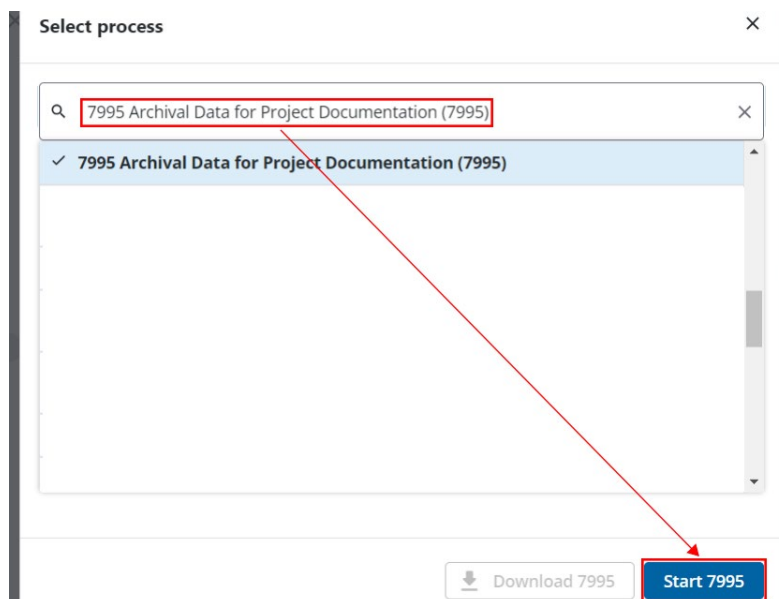 Select process
7995 Archival Data for Project Documentation (7995)
7995 Archival Data for Project Documentation (7995)
Download 7995
Start 7995